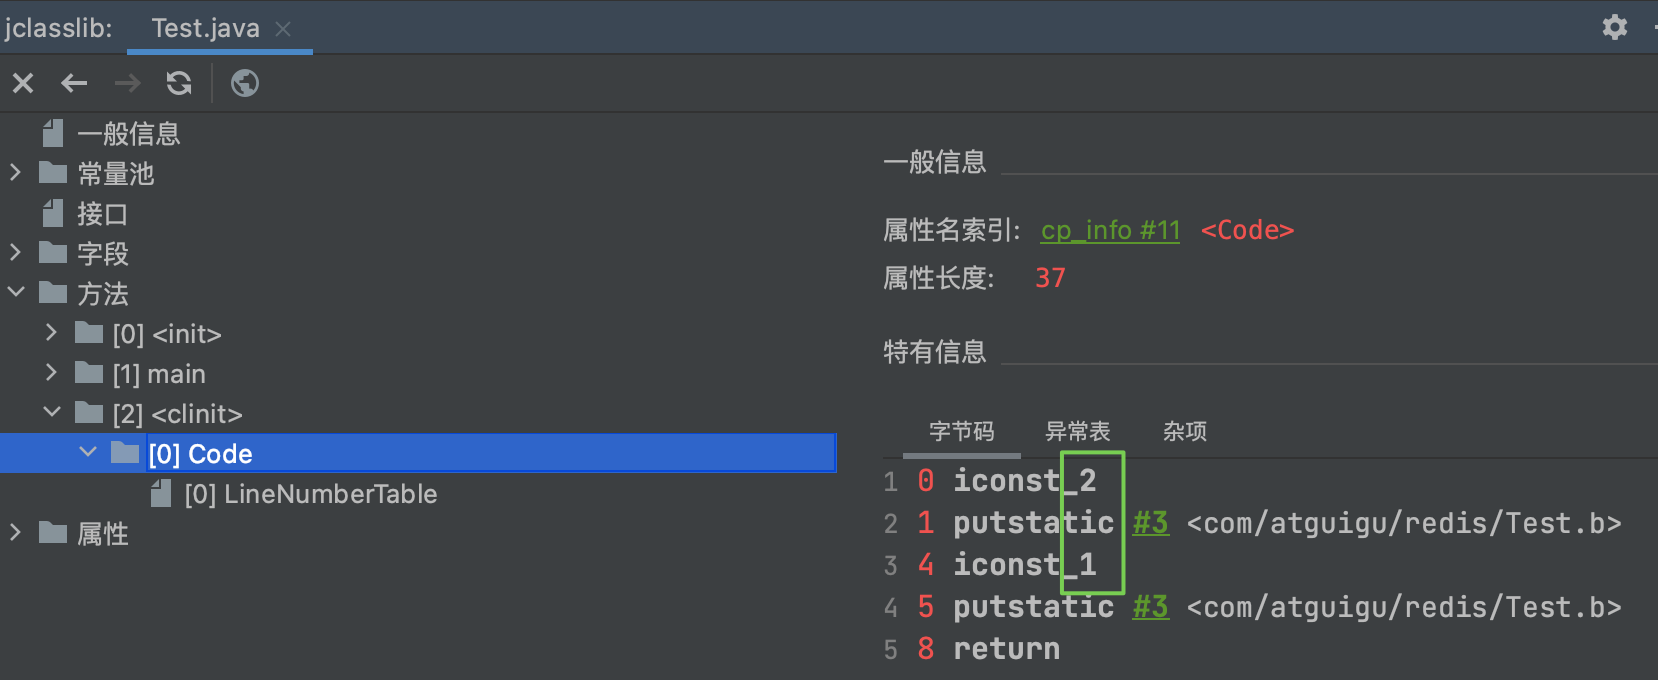 jclasslib: Test.java
一般信息
常量池
接口
字段
方法
[0] <init>
[1] main
[2] <clinit>
[0] Code
[0] LineNumberTable
属性
一般信息
属性名索引: cp_info #11 <Code>
属性长度: 37
特有信息
字节码 异常表 杂项
1 0 iconst_2
2 1 putstatic #3 <com/atguigu/redis/Test.b>
3 4 iconst_1
4 5 putstatic #3 <com/atguigu/redis/Test.b>
5 8 return